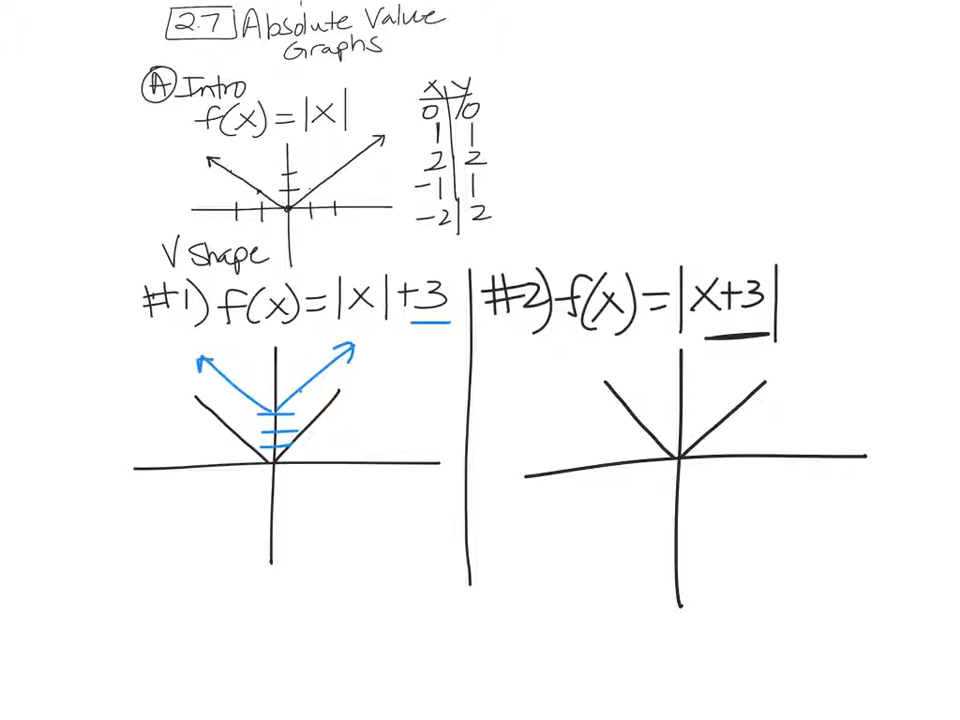 2.7 Absolute Value
Graphs
A Intro
f(x) = |x|
x y
0 0
1 1
2 2
-1 1
-2 2
V Shape
#1) f(x) = |x| + 3
#2) f(x) = |x+3|